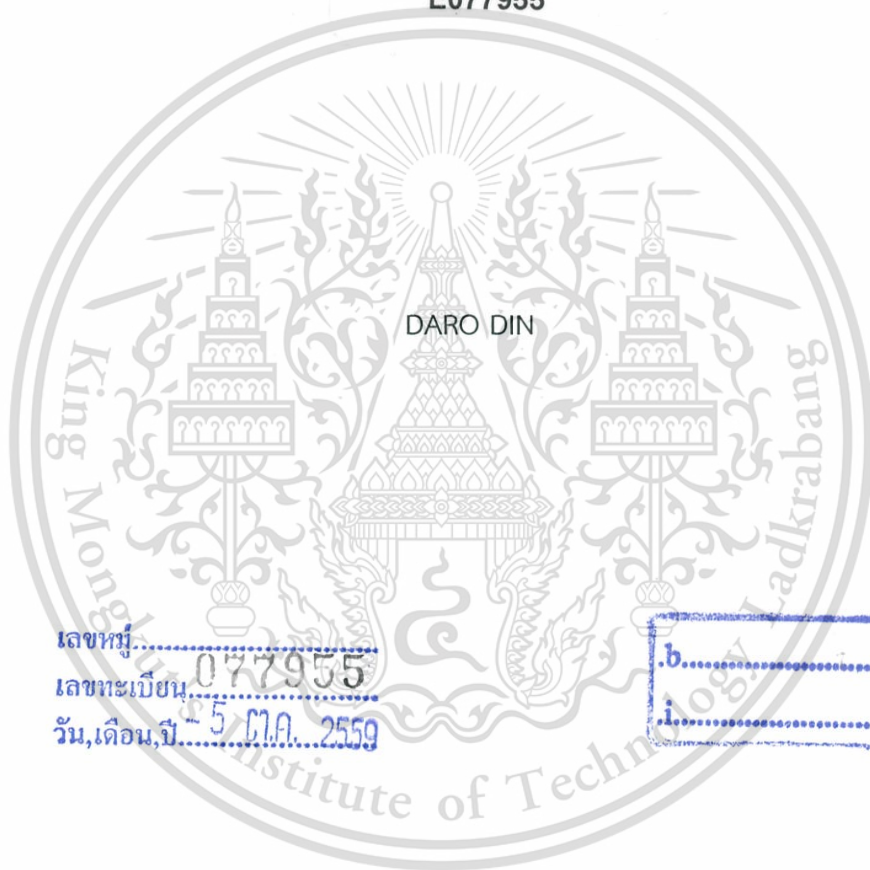 E077955
DARO DIN
King Mongkut's Institute of Technology Ladkrabang
เลขหมู่
เลขทะเบียน 077955
วัน,เดือน,ปี - 5 ต.ค. 2559
.b
.i